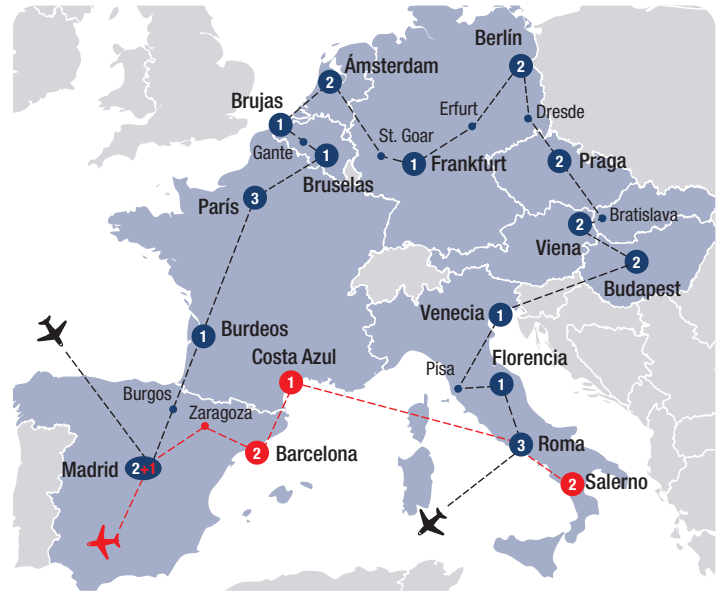 Berlín
2
Ámsterdam
2
Brujas
1
Erfurt
Dresde
St. Goar
Gante
1
Bruselas
1
Frankfurt
2
Praga
París
3
Bratislava
2
Viena
2
Budapest
Venecia
1
1
Burdeos
Costa Azul
1
Florencia
1
Pisa
Burgos
Zaragoza
Madrid
2+1
2
Barcelona
3
Roma
2
Salerno